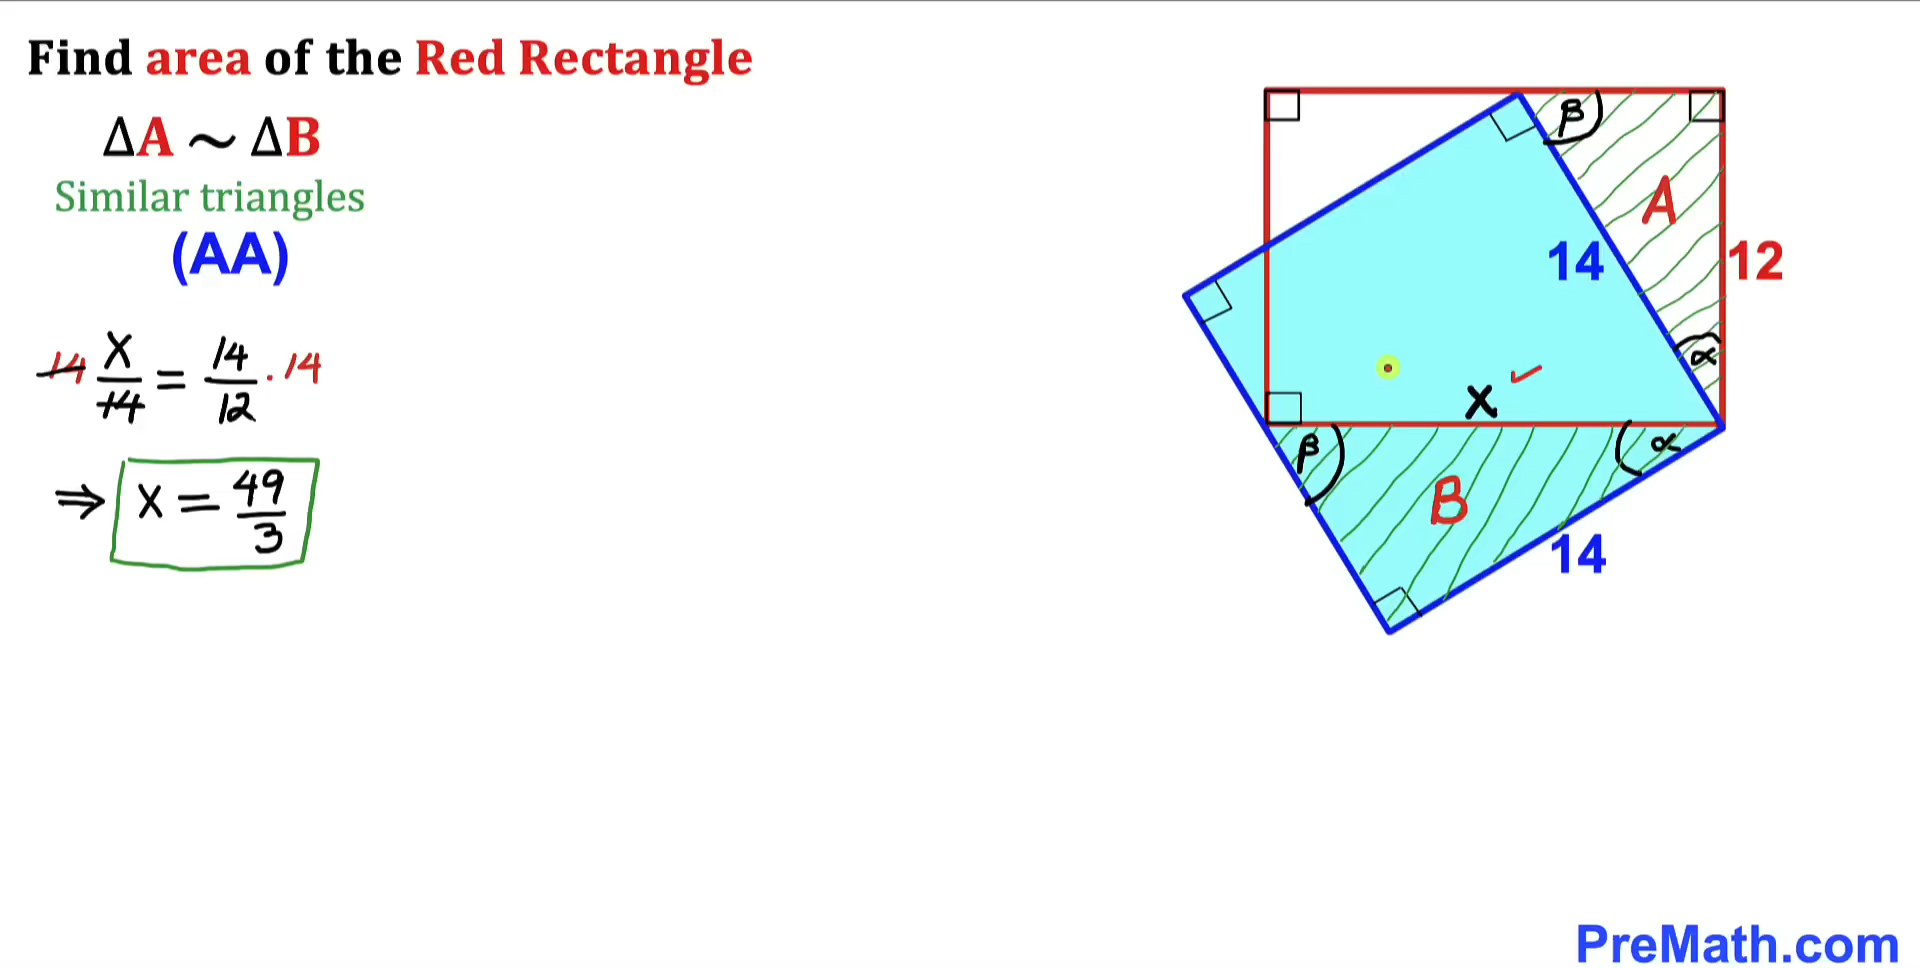 Find area of the Red Rectangle
ΔA ~ ΔB
Similar triangles
(AA)
14 x/14 = 14/12 . 14
⇒ x = 49/3
β
A
14
12
α
x ✓
β
α
B
14
PreMath.com